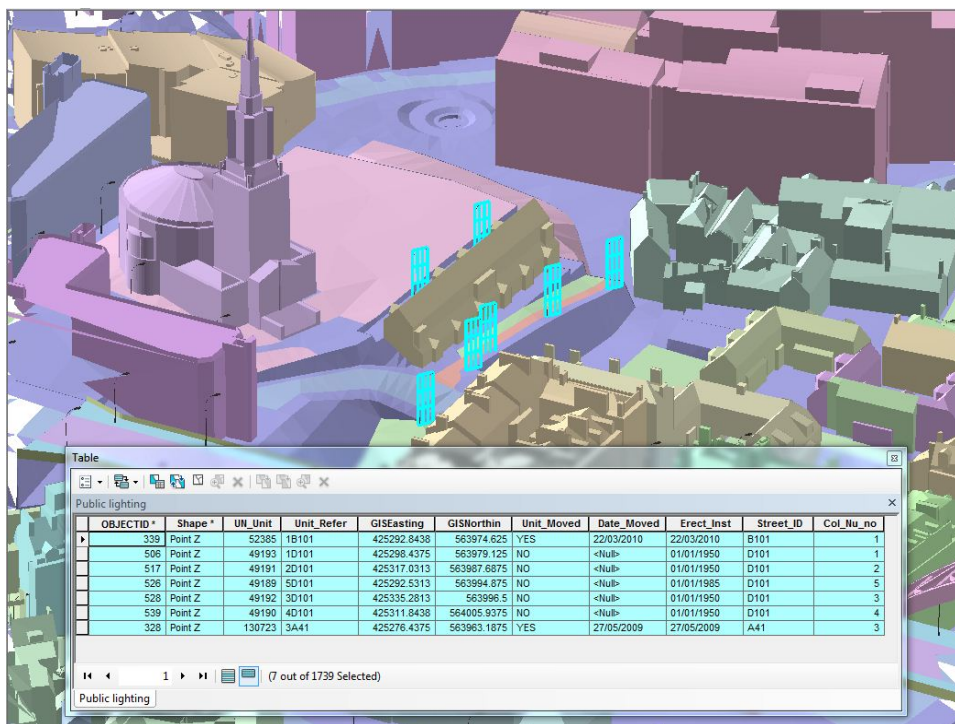 Table
Public lighting
OBJECTID * Shape * UN_Unit Unit_Refer GISEasting GISNorthin Unit_Moved Date_Moved Erect_Inst Street_ID Col_Nu_no
339 Point Z 52385 1B101 425292.8438 563974.625 YES 22/03/2010 22/03/2010 B101 1
506 Point Z 49193 1D101 425298.4375 563979.125 NO <Null> 01/01/1950 D101 1
517 Point Z 49191 2D101 425317.0313 563987.6875 NO <Null> 01/01/1950 D101 2
526 Point Z 49189 5D101 425292.5313 563994.875 NO <Null> 01/01/1985 D101 5
528 Point Z 49192 3D101 425335.2813 563996.5 NO <Null> 01/01/1950 D101 3
539 Point Z 49190 4D101 425311.8438 564005.9375 NO <Null> 01/01/1950 D101 4
328 Point Z 130723 3A41 425276.4375 563963.1875 YES 27/05/2009 27/05/2009 A41 3
1 (7 out of 1739 Selected)
Public lighting